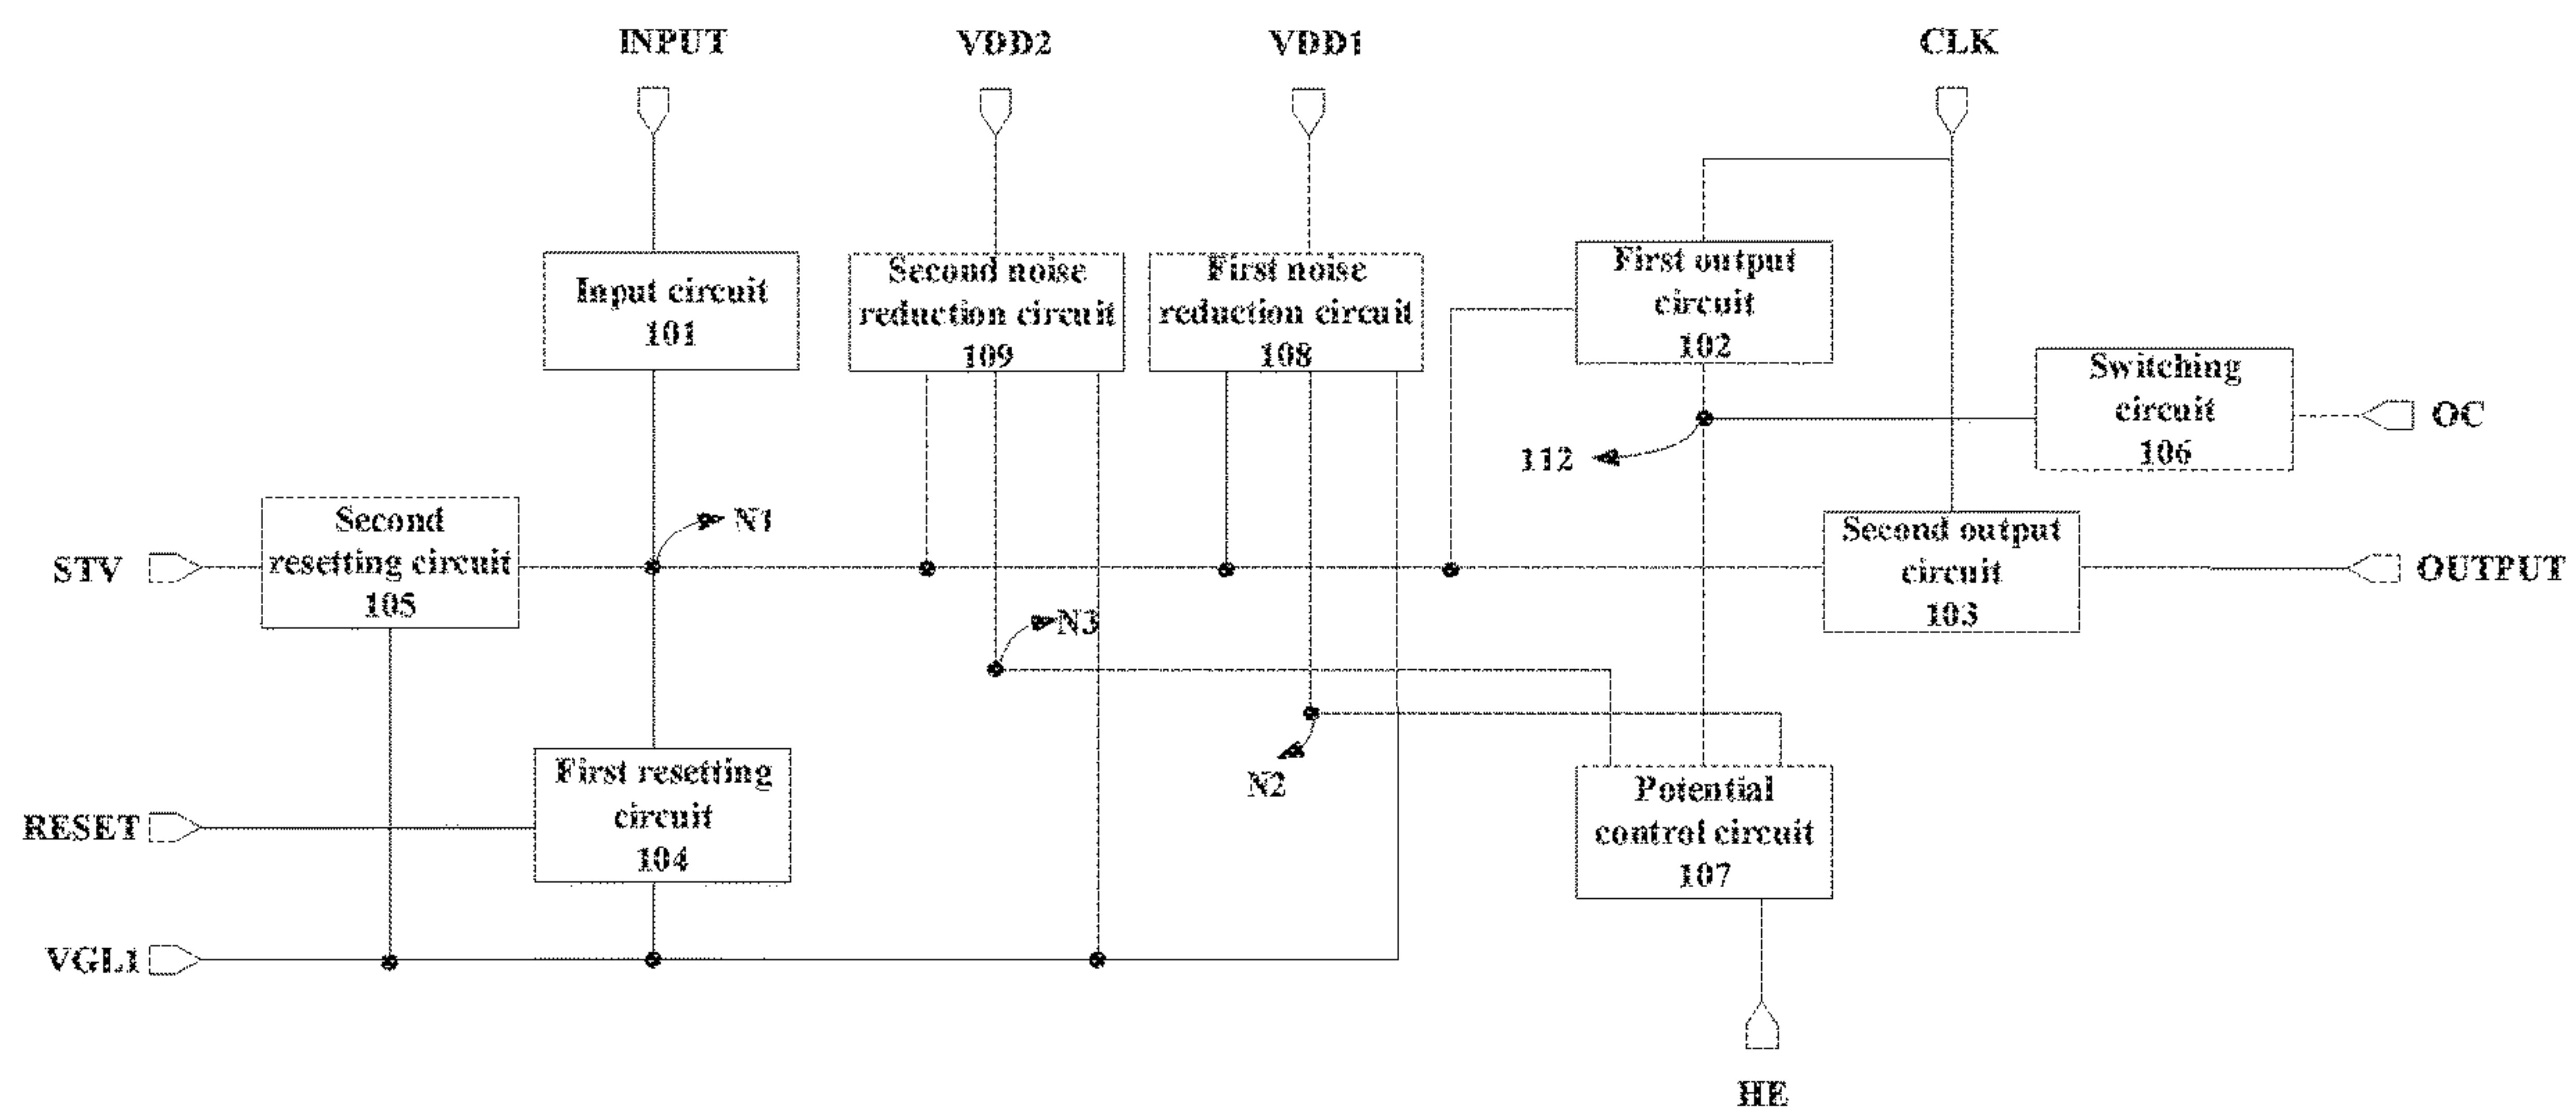 INPUT
VDD2
VDD1
CLK
Input circuit
101
Second noise
reduction circuit
109
First noise
reduction circuit
108
First output
circuit
102
Switching
circuit
106
OC
112
STV
Second
resetting circuit
105
N1
Second output
circuit
103
OUTPUT
N3
N2
RESET
First resetting
circuit
104
Potential
control circuit
107
VGL1
HE